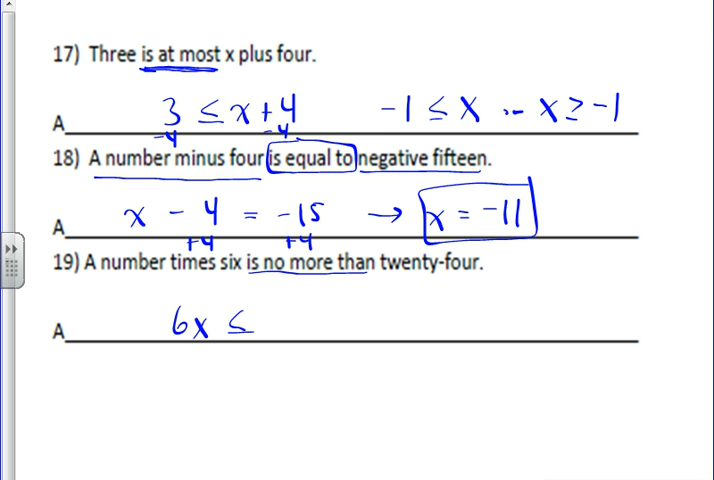 17) Three is at most x plus four.
3 ≤ x + 4 -1 ≤ x x ≥ -1
A
-4 -4
18) A number minus four is equal to negative fifteen.
A x - 4 = -15 → x = -11
+4 +4
19) A number times six is no more than twenty-four.
A 6x ≤